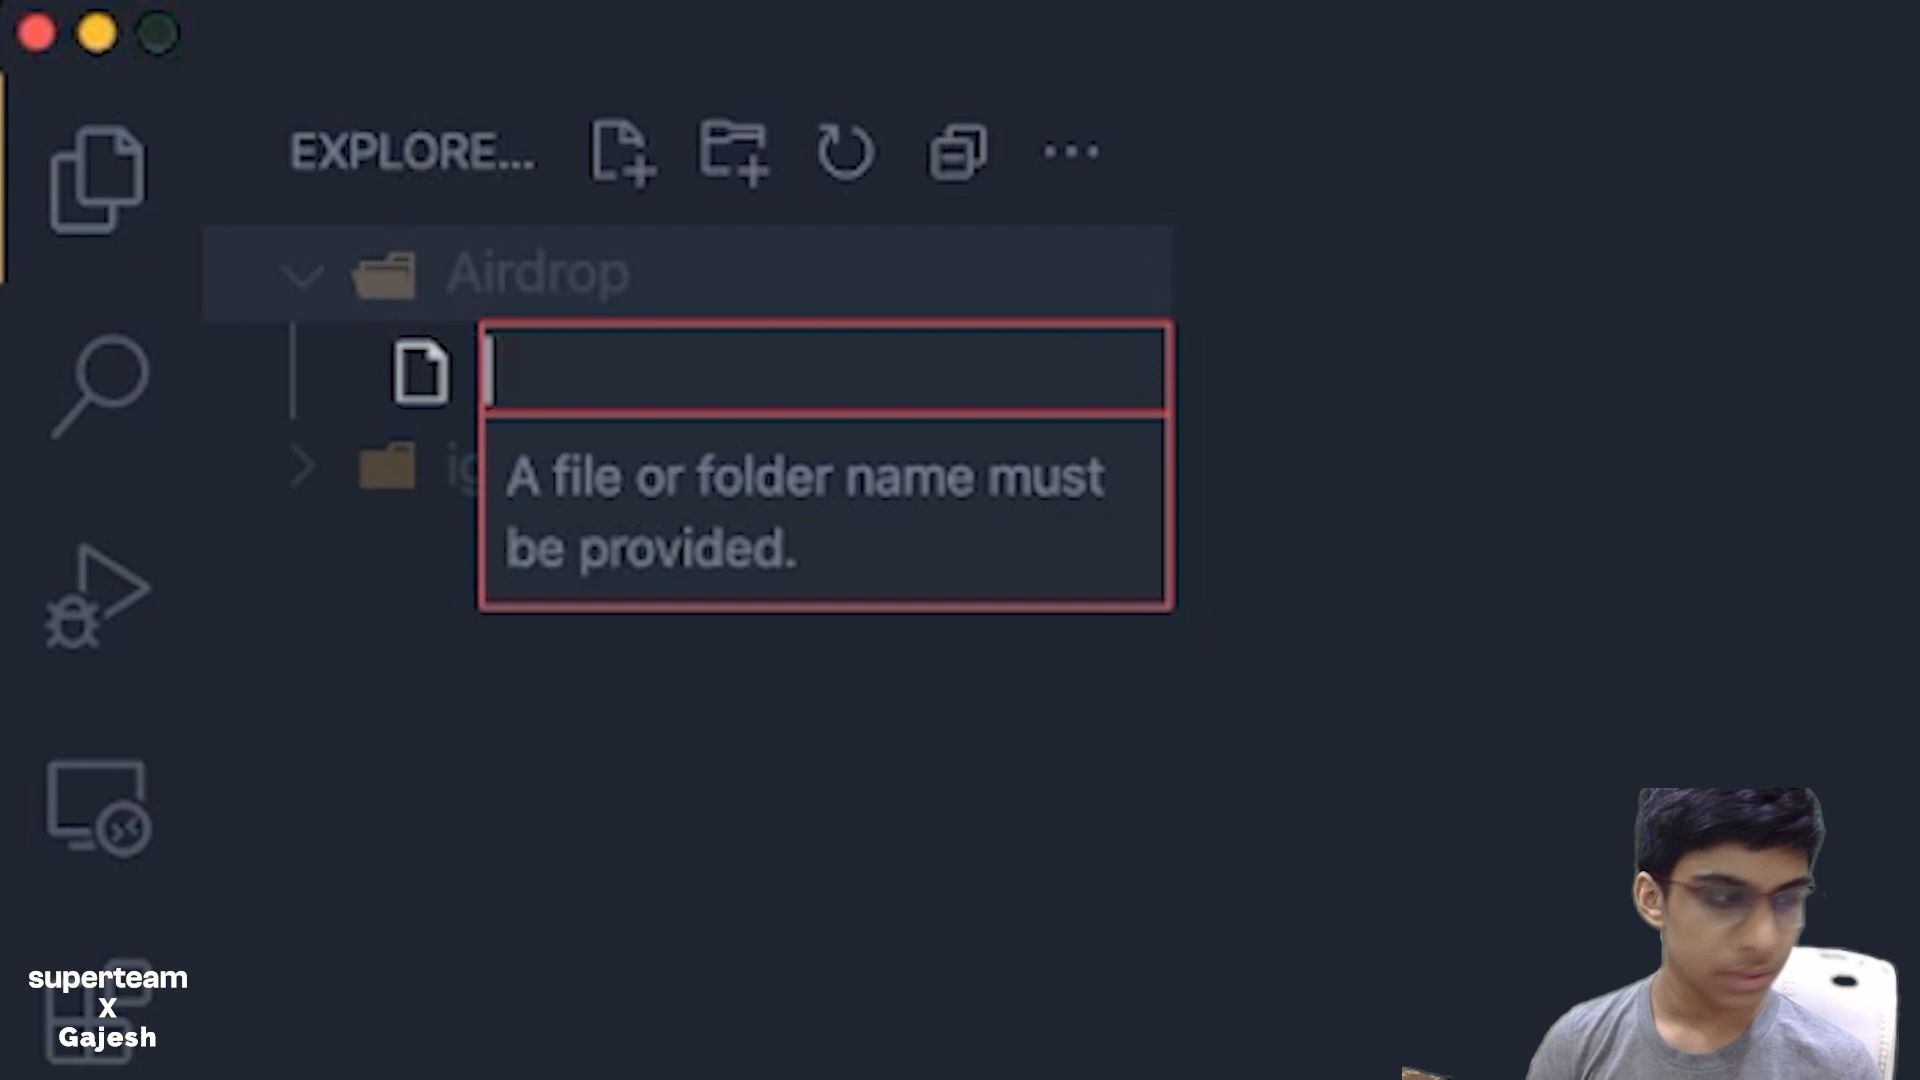 EXPLORE...
Airdrop
A file or folder name must
be provided.
superteam
X
Gajesh